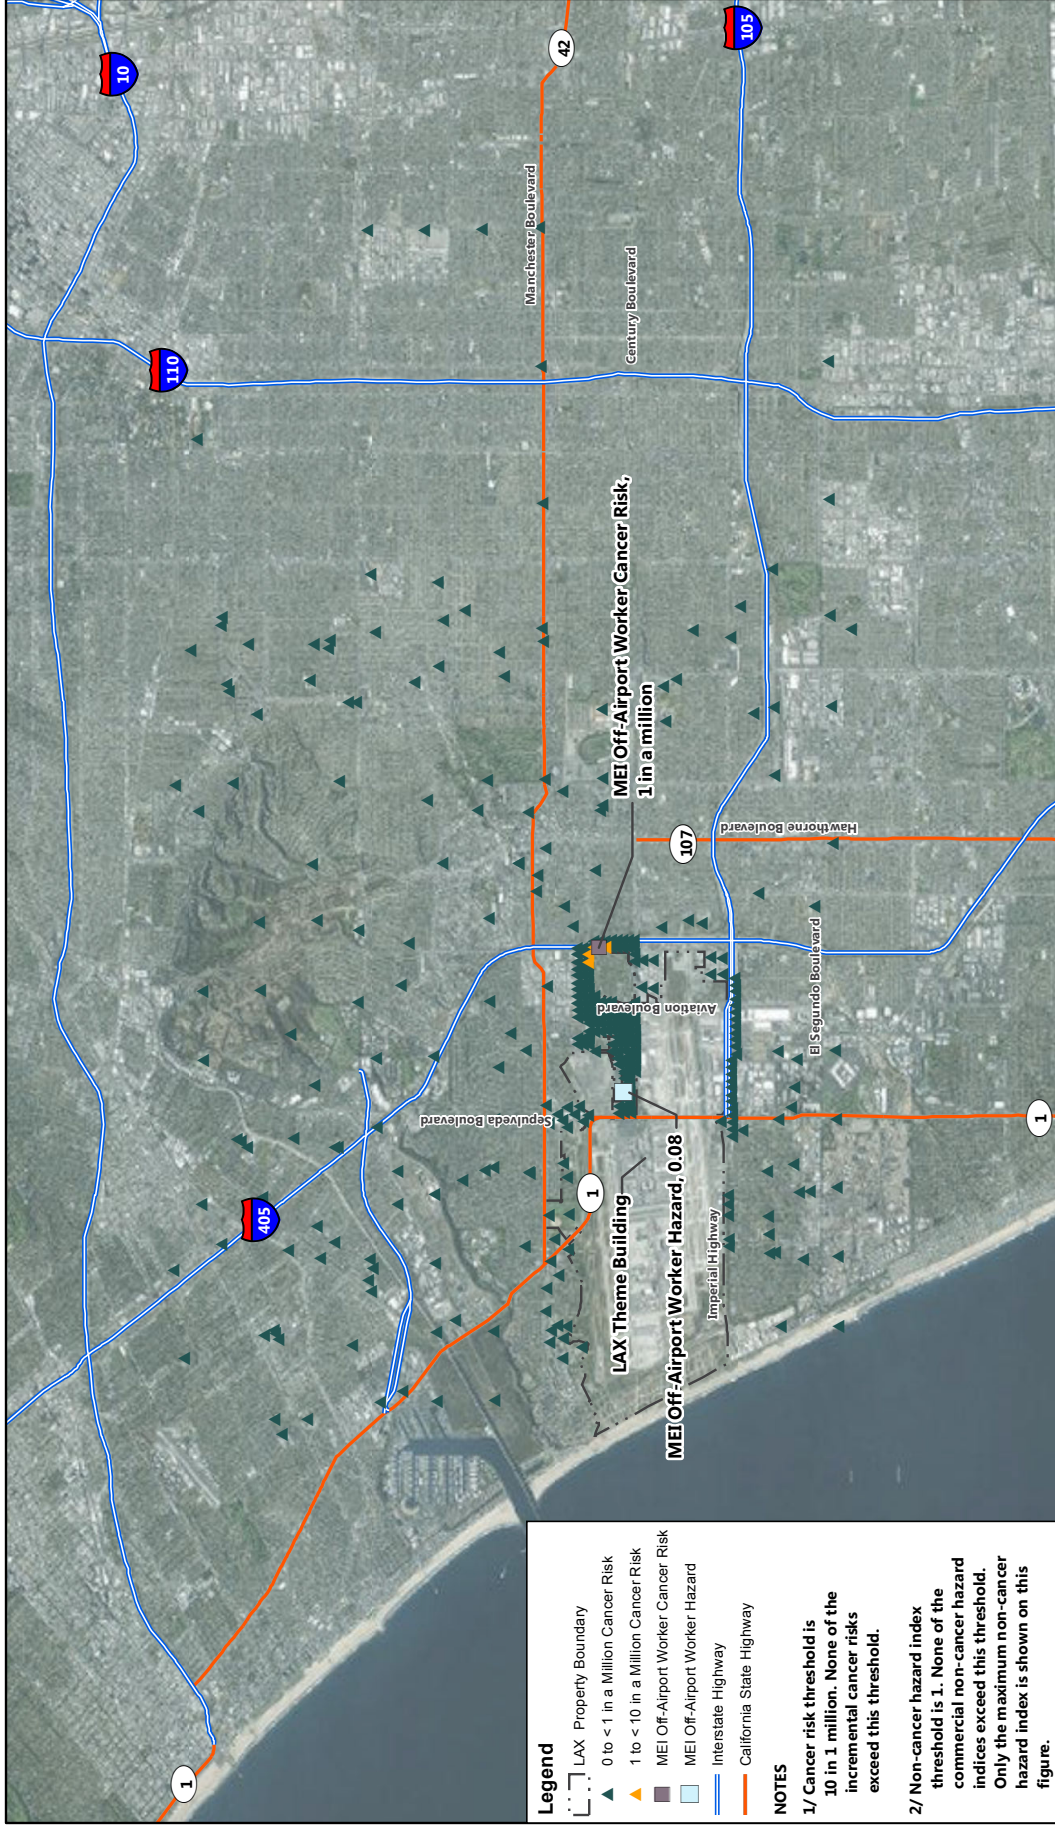 1
10
405
110
105
42
Manchester Boulevard
Century Boulevard
Sepulveda Boulevard
Aviation Boulevard
Hawthorne Boulevard
107
El Segundo Boulevard
Imperial Highway
1
1
MEI Off-Airport Worker Cancer Risk,
1 in a million
LAX Theme Building
MEI Off-Airport Worker Hazard, 0.08
Legend
LAX Property Boundary
0 to < 1 in a Million Cancer Risk
1 to < 10 in a Million Cancer Risk
MEI Off-Airport Worker Cancer Risk
MEI Off-Airport Worker Hazard
Interstate Highway
California State Highway
NOTES
1/ Cancer risk threshold is
10 in 1 million. None of the
incremental cancer risks
exceed this threshold.
2/ Non-cancer hazard index
threshold is 1. None of the
commercial non-cancer hazard
indices exceed this threshold.
Only the maximum non-cancer
hazard index is shown on this
figure.